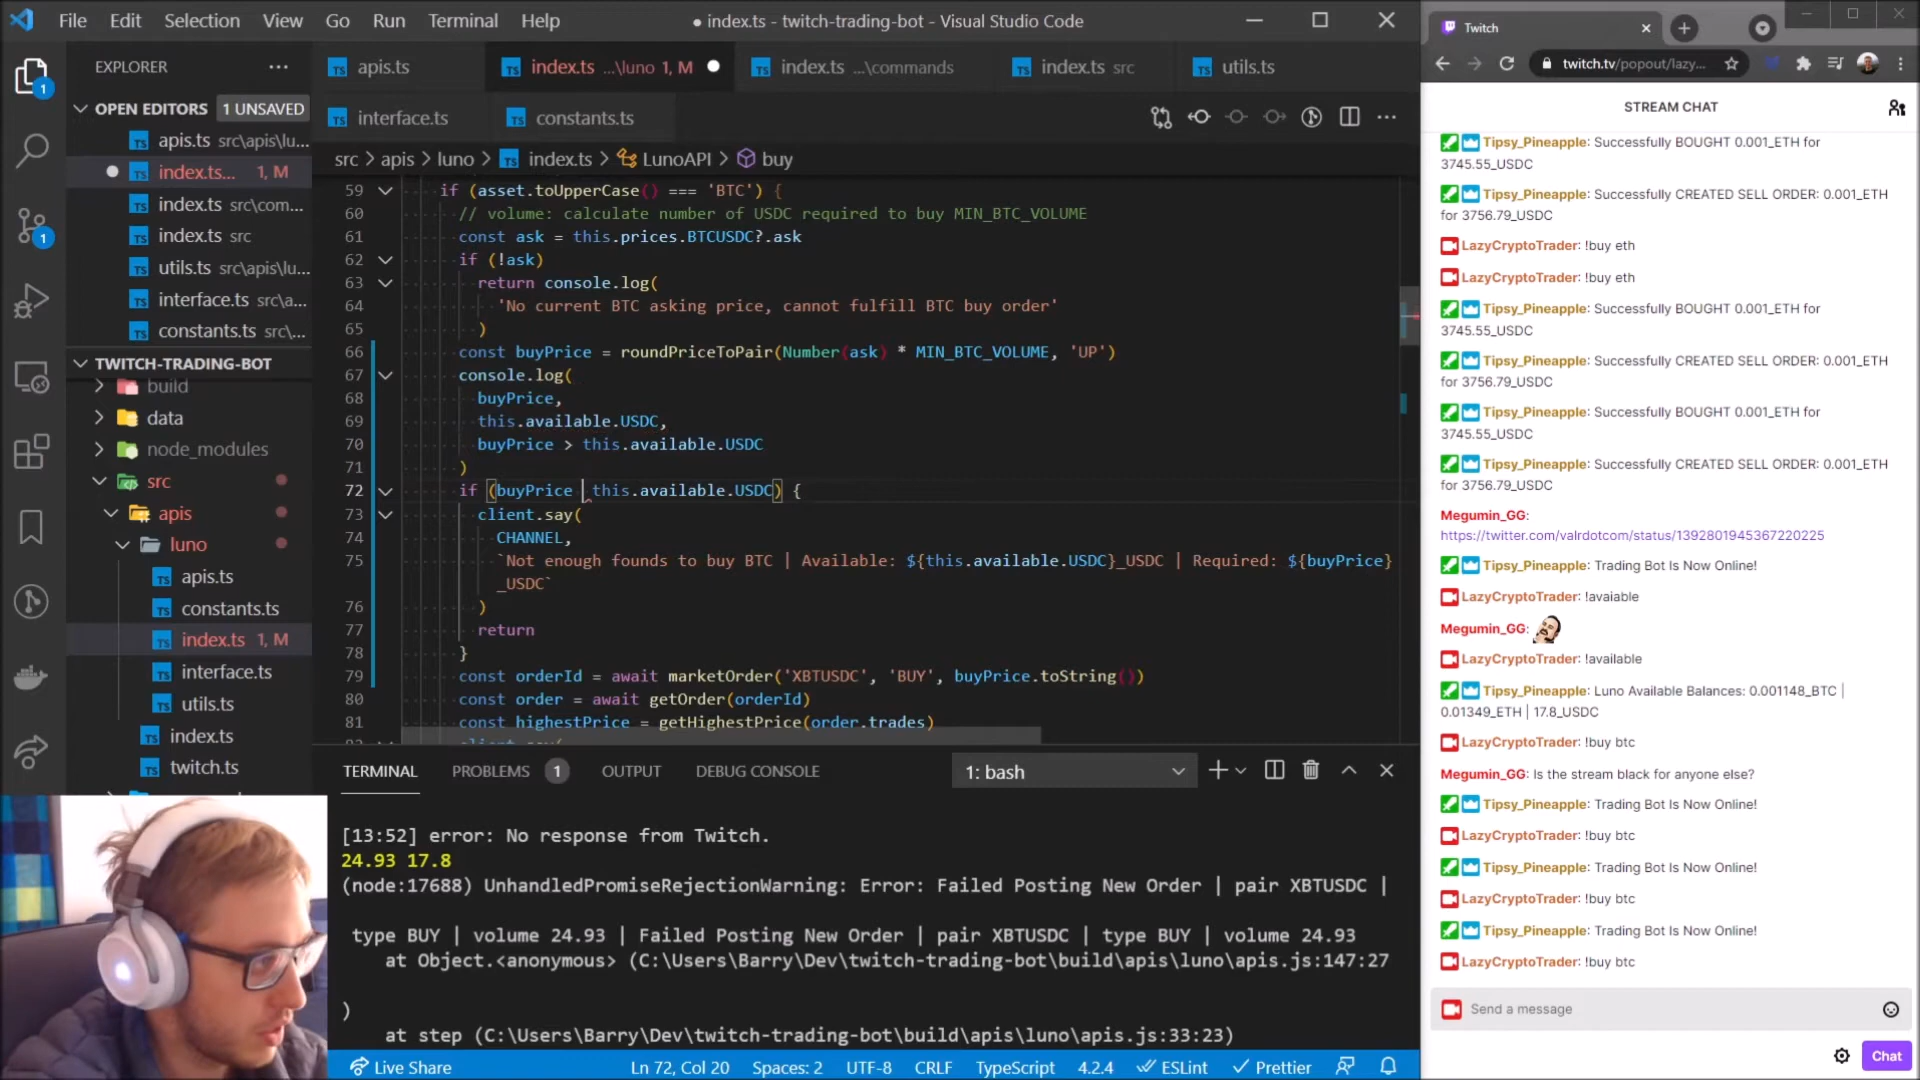 File Edit Selection View Go Run Terminal Help
● index.ts - twitch-trading-bot - Visual Studio Code
EXPLORER
OPEN EDITORS 1 UNSAVED
apis.ts src\apis\lu...
index.ts... 1, M
index.ts src\com...
index.ts src
utils.ts src\apis\lu...
interface.ts src\a...
constants.ts src\...
TWITCH-TRADING-BOT
build
data
node_modules
src
apis
luno
apis.ts
constants.ts
index.ts 1, M
interface.ts
utils.ts
index.ts
twitch.ts
apis.ts
index.ts ...\luno 1, M
index.ts ...\commands
index.ts src
utils.ts
interface.ts
constants.ts
src > apis > luno > index.ts > LunoAPI > buy
59 if (asset.toUpperCase() === 'BTC') {
60 // volume: calculate number of USDC required to buy MIN_BTC_VOLUME
61 const ask = this.prices.BTCUSDC?.ask
62 if (!ask)
63 return console.log(
64 'No current BTC asking price, cannot fulfill BTC buy order'
65 )
66 const buyPrice = roundPriceToPair(Number(ask) * MIN_BTC_VOLUME, 'UP')
67 console.log(
68 buyPrice,
69 this.available.USDC,
70 buyPrice > this.available.USDC
71 )
72 if (buyPrice this.available.USDC) {
73 client.say(
74 CHANNEL,
75 `Not enough founds to buy BTC | Available: ${this.available.USDC}_USDC | Required: ${buyPrice}
_USDC`
76 )
77 return
78 }
79 const orderId = await marketOrder('XBTUSDC', 'BUY', buyPrice.toString())
80 const order = await getOrder(orderId)
81 const highestPrice = getHighestPrice(order.trades)
TERMINAL PROBLEMS 1 OUTPUT DEBUG CONSOLE 1: bash
[13:52] error: No response from Twitch.
24.93 17.8
(node:17688) UnhandledPromiseRejectionWarning: Error: Failed Posting New Order | pair XBTUSDC |
type BUY | volume 24.93 | Failed Posting New Order | pair XBTUSDC | type BUY | volume 24.93
at Object.<anonymous> (C:\Users\Barry\Dev\twitch-trading-bot\build\apis\luno\apis.js:147:27
)
at step (C:\Users\Barry\Dev\twitch-trading-bot\build\apis\luno\apis.js:33:23)
Live Share Ln 72, Col 20 Spaces: 2 UTF-8 CRLF TypeScript 4.2.4 ESLint Prettier
Twitch
twitch.tv/popout/lazy...
STREAM CHAT
Tipsy_Pineapple: Successfully BOUGHT 0.001_ETH for
3745.55_USDC
Tipsy_Pineapple: Successfully CREATED SELL ORDER: 0.001_ETH
for 3756.79_USDC
LazyCryptoTrader: !buy eth
LazyCryptoTrader: !buy eth
Tipsy_Pineapple: Successfully BOUGHT 0.001_ETH for
3745.55_USDC
Tipsy_Pineapple: Successfully CREATED SELL ORDER: 0.001_ETH
for 3756.79_USDC
Tipsy_Pineapple: Successfully BOUGHT 0.001_ETH for
3745.55_USDC
Tipsy_Pineapple: Successfully CREATED SELL ORDER: 0.001_ETH
for 3756.79_USDC
Megumin_GG:
https://twitter.com/valrdotcom/status/1392801945367220225
Tipsy_Pineapple: Trading Bot Is Now Online!
LazyCryptoTrader: !avaiable
Megumin_GG:
LazyCryptoTrader: !available
Tipsy_Pineapple: Luno Available Balances: 0.001148_BTC |
0.01349_ETH | 17.8_USDC
LazyCryptoTrader: !buy btc
Megumin_GG: Is the stream black for anyone else?
Tipsy_Pineapple: Trading Bot Is Now Online!
LazyCryptoTrader: !buy btc
Tipsy_Pineapple: Trading Bot Is Now Online!
LazyCryptoTrader: !buy btc
Tipsy_Pineapple: Trading Bot Is Now Online!
LazyCryptoTrader: !buy btc
Send a message
Chat